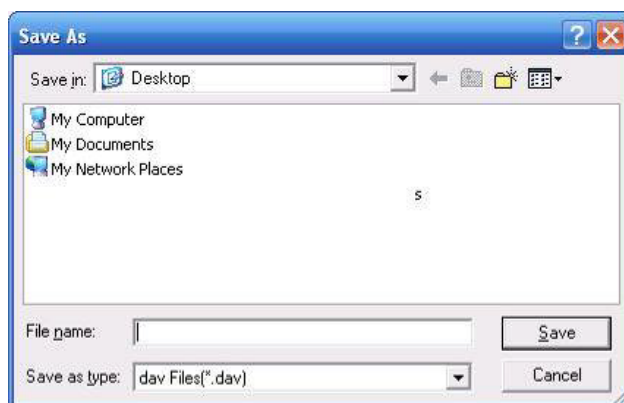 Save As
Save in: Desktop
My Computer
My Documents
My Network Places
s
File name: Save
Save as type: dav Files(*.dav) Cancel